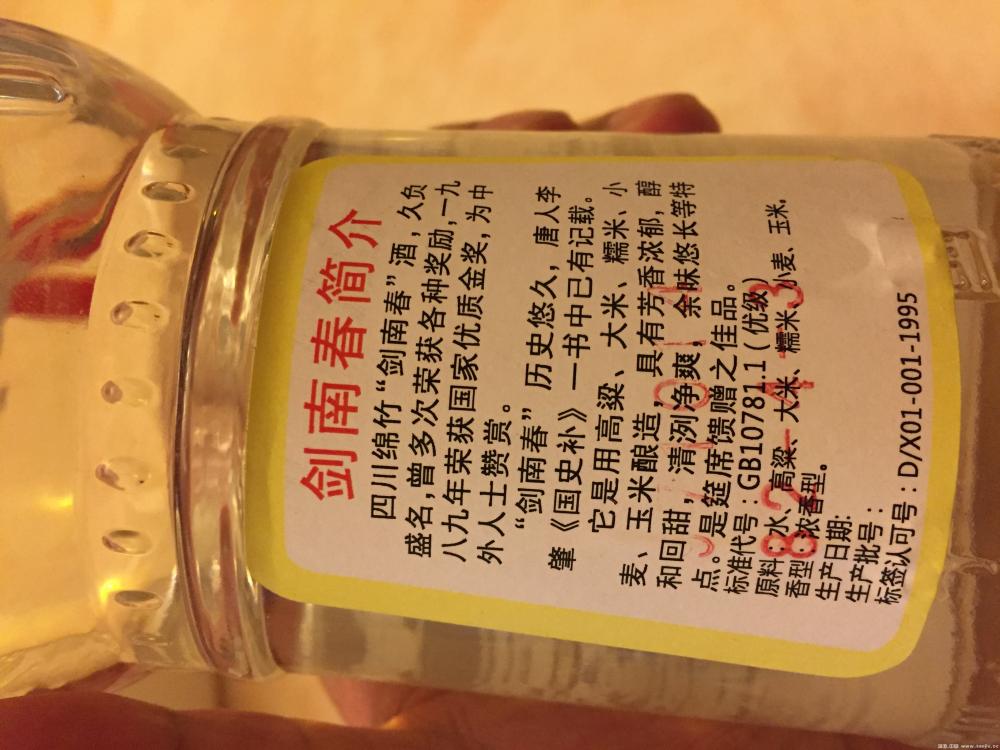 剑南春简介
四川绵竹“剑南春”酒，久负
盛名，曾多次荣获各种奖励，一九
八九年荣获国家优质金奖，为中
外人士赞赏。
“剑南春”历史悠久，唐人李
肇《国史补》一书中已有记载。
它是用高粱、大米、糯米、小
麦、玉米酿造，具有芳香浓郁，醇
和回甜，清洌净爽，余味悠长等特
点。是筵席馈赠之佳品。
标准代号：GB10781.1（优级）
原料：水、高粱、大米、糯米、小麦、玉米
香型：浓香型。
生产日期：
生产批号：
标签认可号：D/X01-001-1995